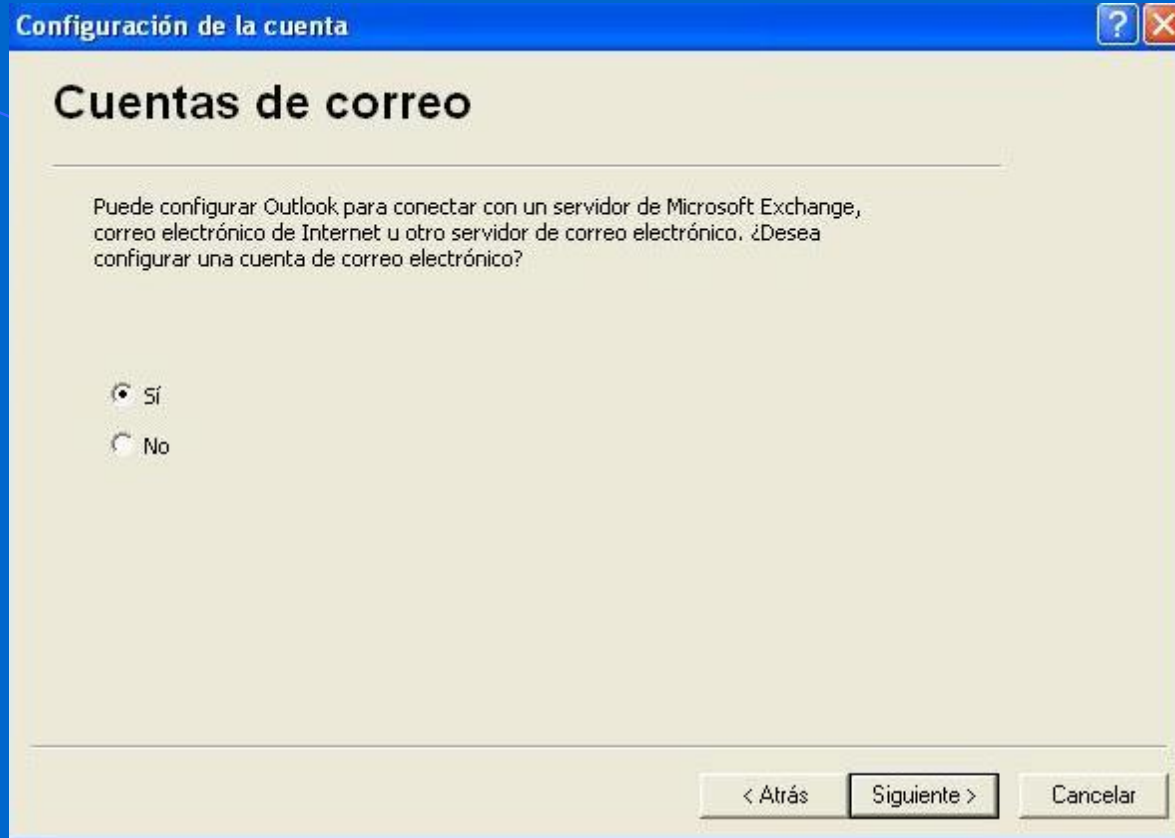 Configuración de la cuenta
Cuentas de correo
Puede configurar Outlook para conectar con un servidor de Microsoft Exchange,
correo electrónico de Internet u otro servidor de correo electrónico. ¿Desea
configurar una cuenta de correo electrónico?
Sí
No
< Atrás Siguiente > Cancelar